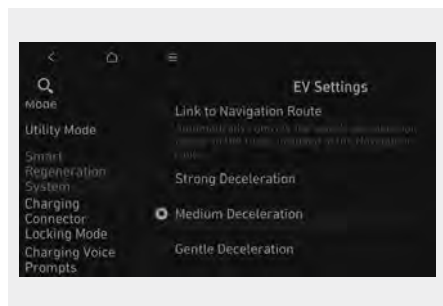 EV Settings
Mode
Utility Mode
Smart
Regeneration
System
Charging
Connector
Locking Mode
Charging Voice
Prompts
Link to Navigation Route
Strong Deceleration
Medium Deceleration
Gentle Deceleration